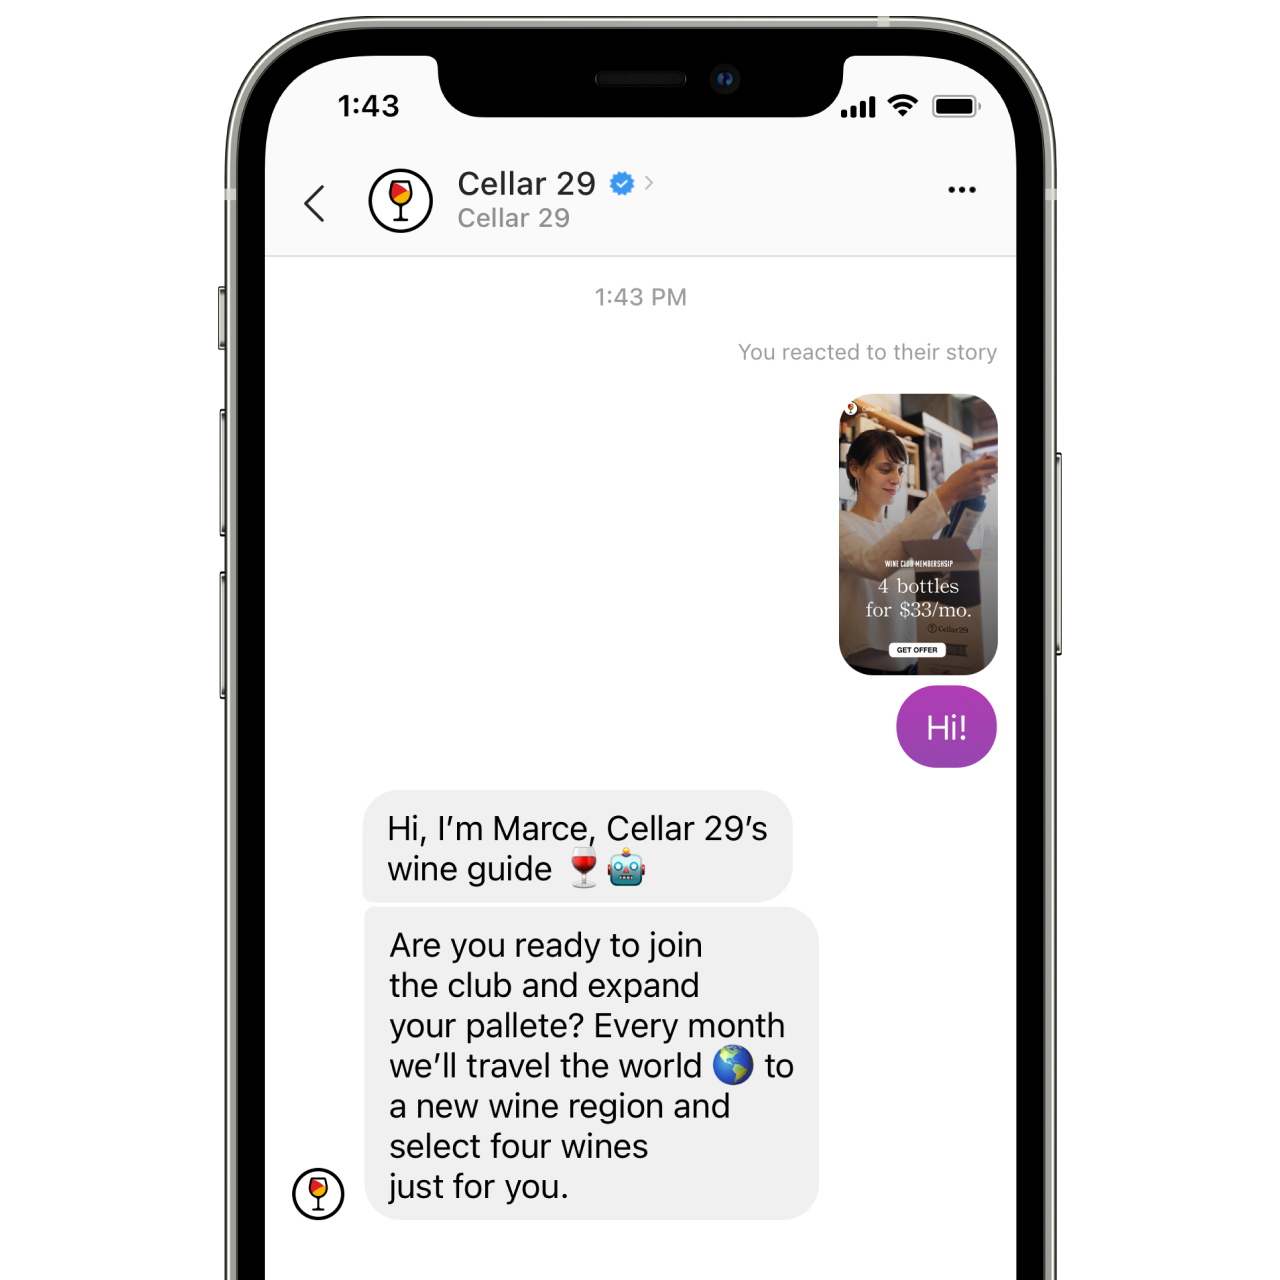 1:43
Cellar 29
Cellar 29
1:43 PM
You reacted to their story
WINE CLUB MEMBERSHSIP
4 bottles
for $33/mo.
Cellar29
GET OFFER
Hi!
Hi, I’m Marce, Cellar 29’s
wine guide 🍷🤖
Are you ready to join
the club and expand
your pallete? Every month
we’ll travel the world 🌎 to
a new wine region and
select four wines
just for you.